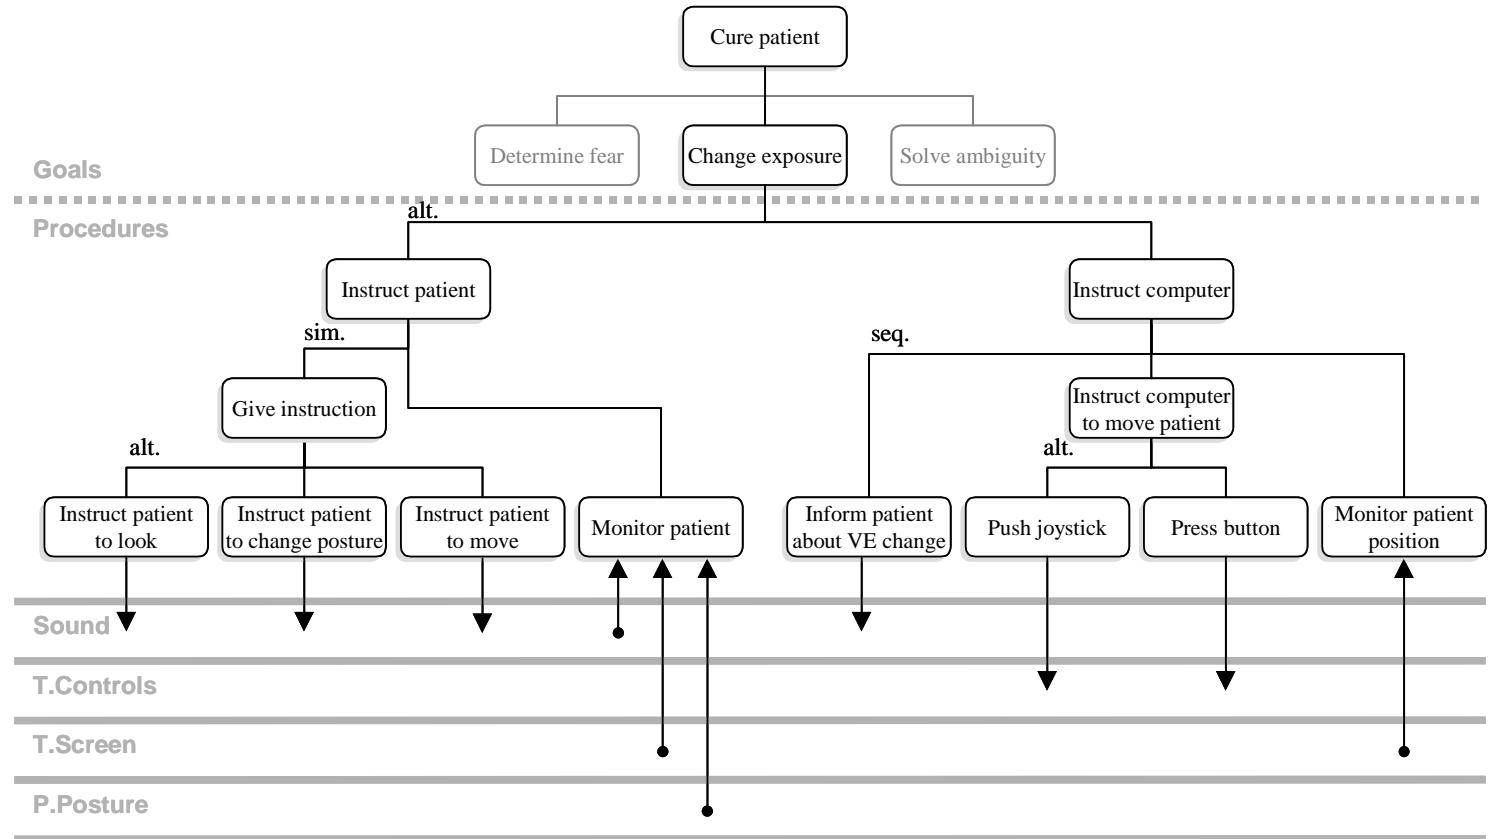 Cure patient
Determine fear
Change exposure
Solve ambiguity
Goals
alt.
Procedures
Instruct patient
Instruct computer
sim.
seq.
Give instruction
Instruct computer
to move patient
alt.
alt.
Instruct patient
to look
Instruct patient
to change posture
Instruct patient
to move
Monitor patient
Inform patient
about VE change
Push joystick
Press button
Monitor patient
position
Sound
T.Controls
T.Screen
P.Posture